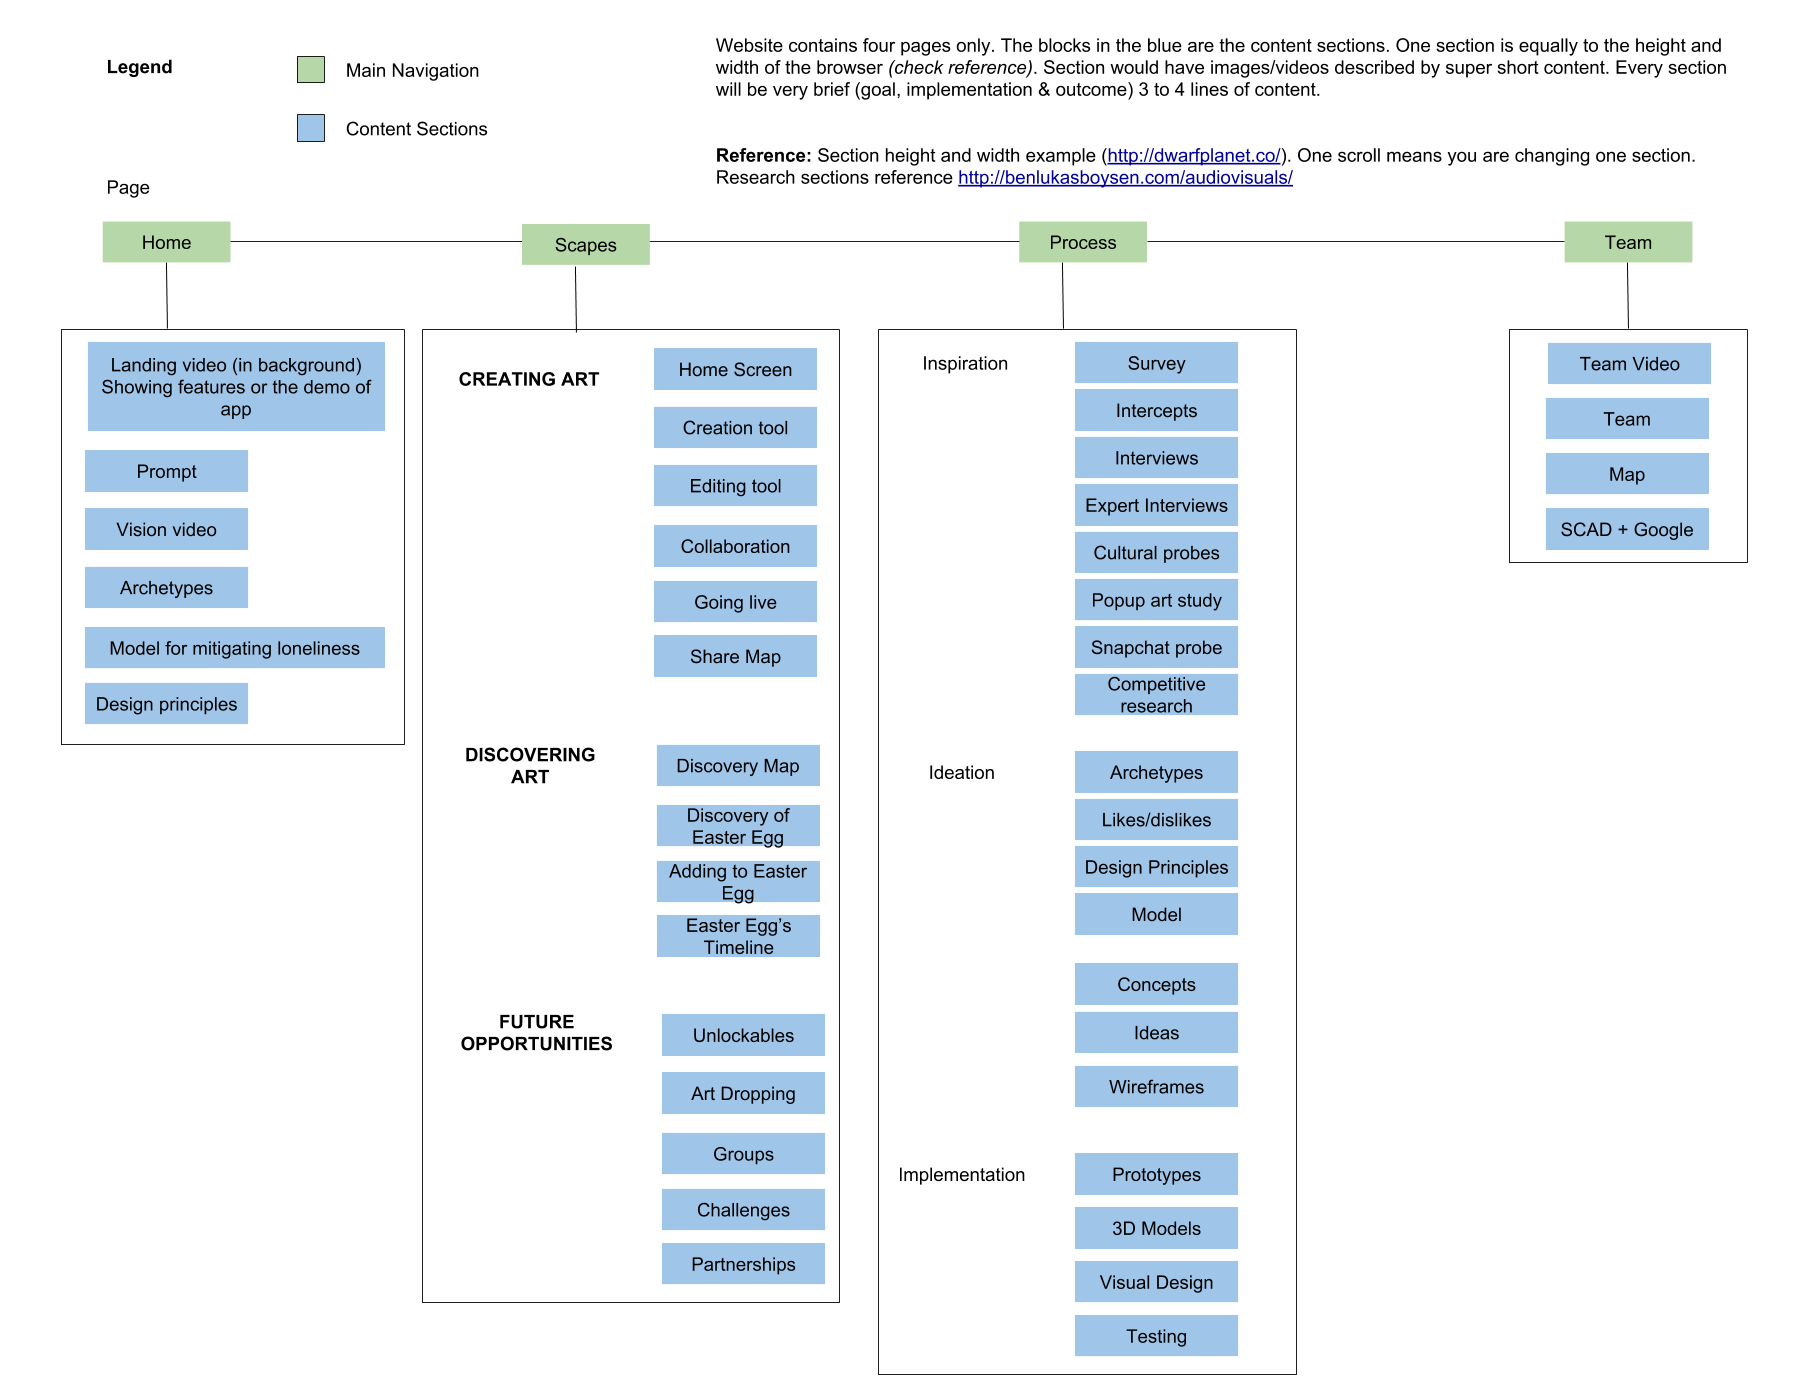 Legend
Main Navigation
Content Sections
Page
Website contains four pages only. The blocks in the blue are the content sections. One section is equally to the height and
width of the browser (check reference). Section would have images/videos described by super short content. Every section
will be very brief (goal, implementation & outcome) 3 to 4 lines of content.
Reference: Section height and width example (http://dwarfplanet.co/). One scroll means you are changing one section.
Research sections reference http://benlukasboysen.com/audiovisuals/
Home
Scapes
Process
Team
Landing video (in background)
Showing features or the demo of
app
Prompt
Vision video
Archetypes
Model for mitigating loneliness
Design principles
CREATING ART
Home Screen
Creation tool
Editing tool
Collaboration
Going live
Share Map
DISCOVERING
ART
Discovery Map
Discovery of
Easter Egg
Adding to Easter
Egg
Easter Egg’s
Timeline
FUTURE
OPPORTUNITIES
Unlockables
Art Dropping
Groups
Challenges
Partnerships
Inspiration
Survey
Intercepts
Interviews
Expert Interviews
Cultural probes
Popup art study
Snapchat probe
Competitive
research
Ideation
Archetypes
Likes/dislikes
Design Principles
Model
Concepts
Ideas
Wireframes
Implementation
Prototypes
3D Models
Visual Design
Testing
Team Video
Team
Map
SCAD + Google